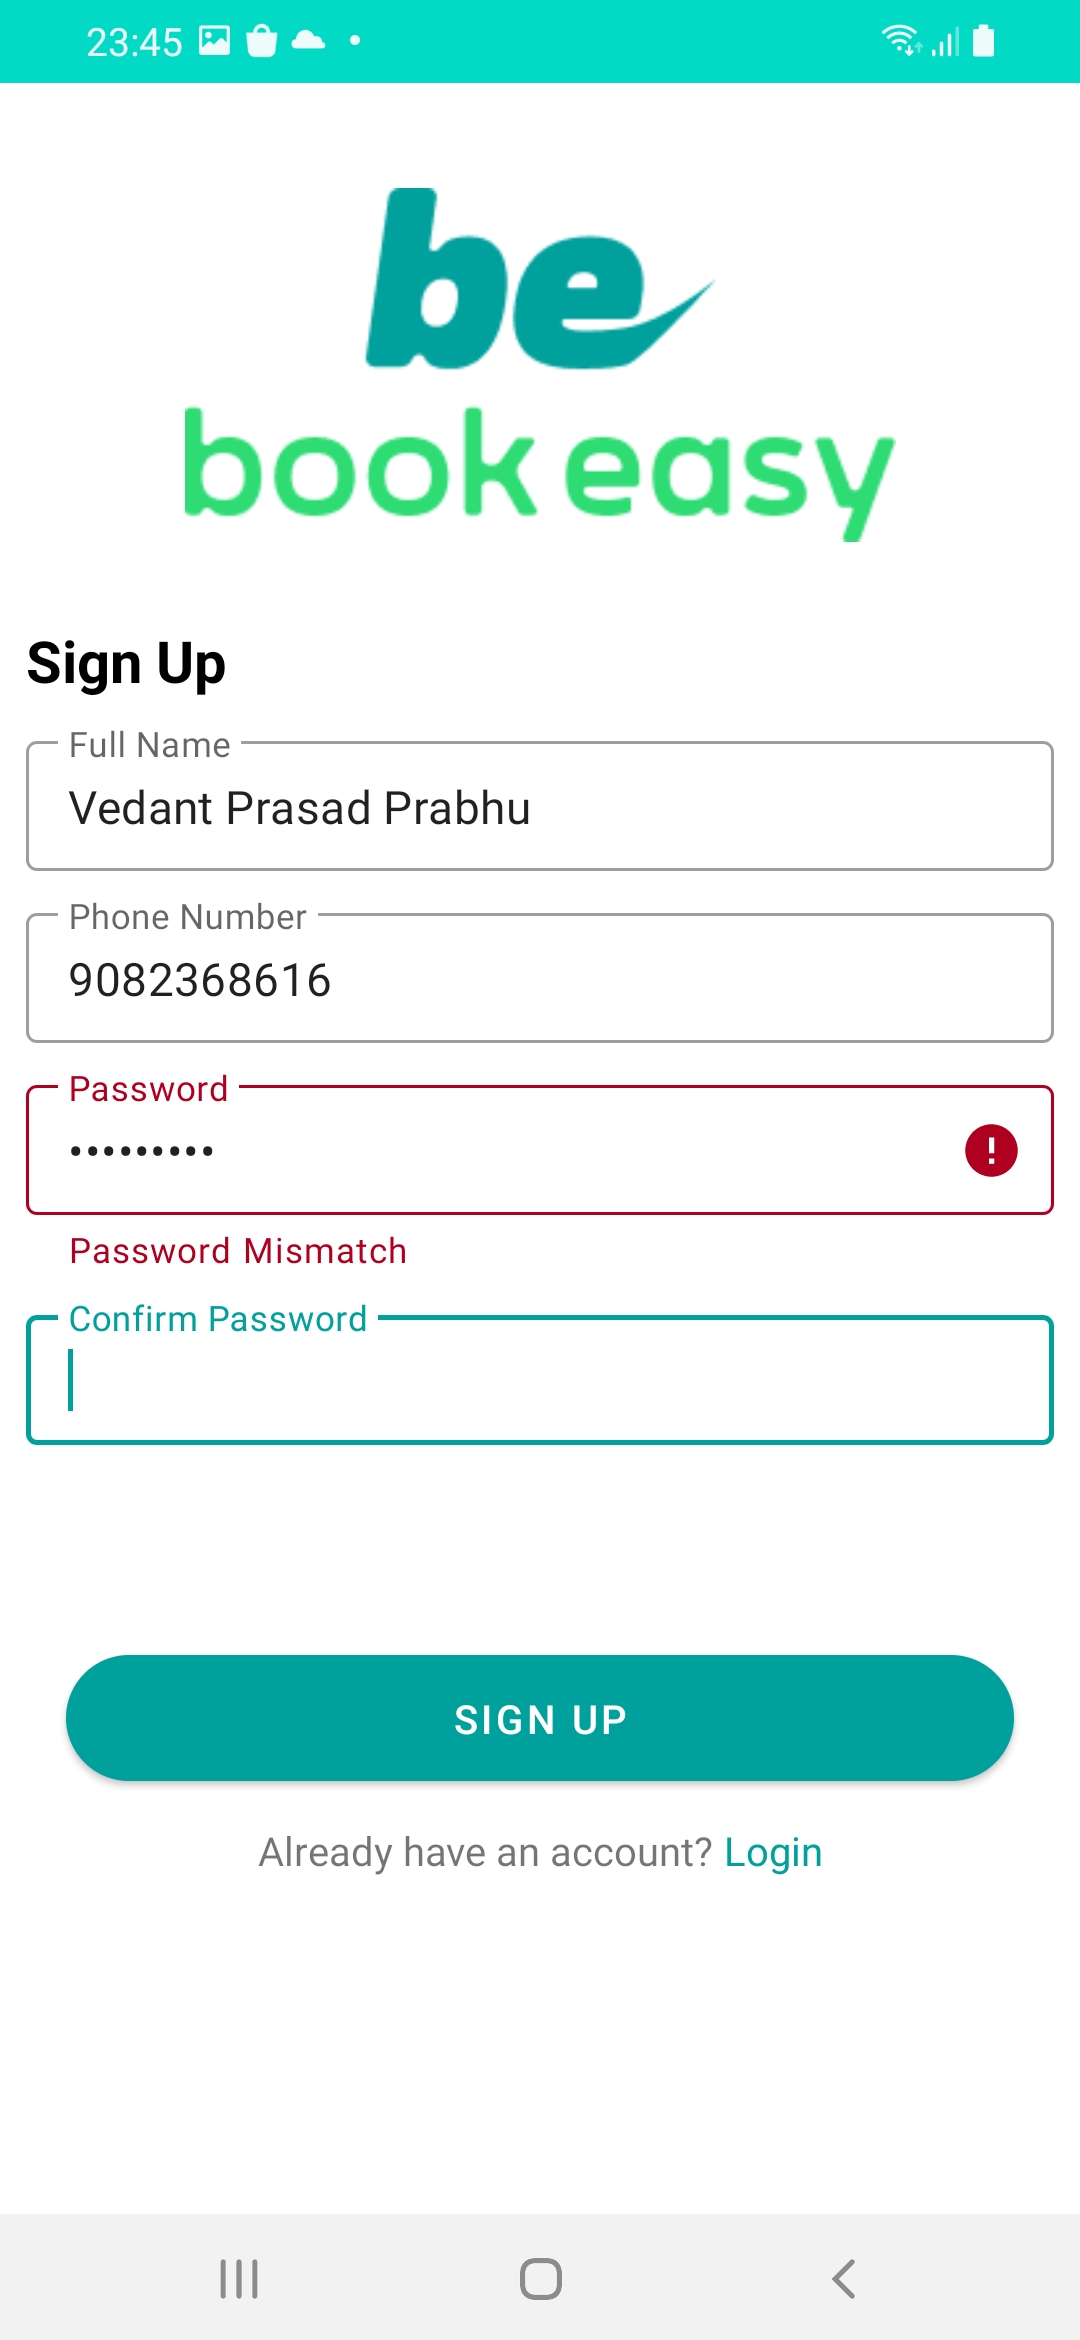 23:45
be
book easy
Sign Up
Full Name
Vedant Prasad Prabhu
Phone Number
9082368616
Password
•••••••••
Password Mismatch
Confirm Password
SIGN UP
Already have an account? Login